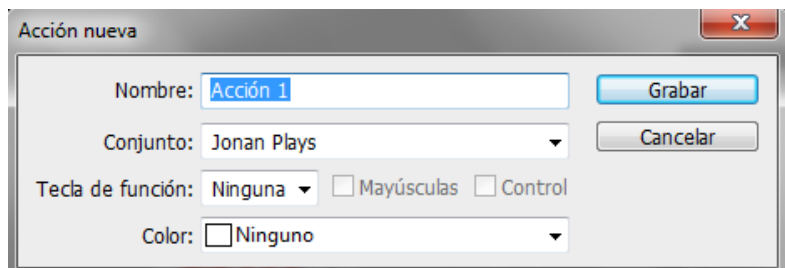 Acción nueva
Nombre: Acción 1 Grabar
Conjunto: Jonan Plays Cancelar
Tecla de función: Ninguna Mayúsculas Control
Color: Ninguno